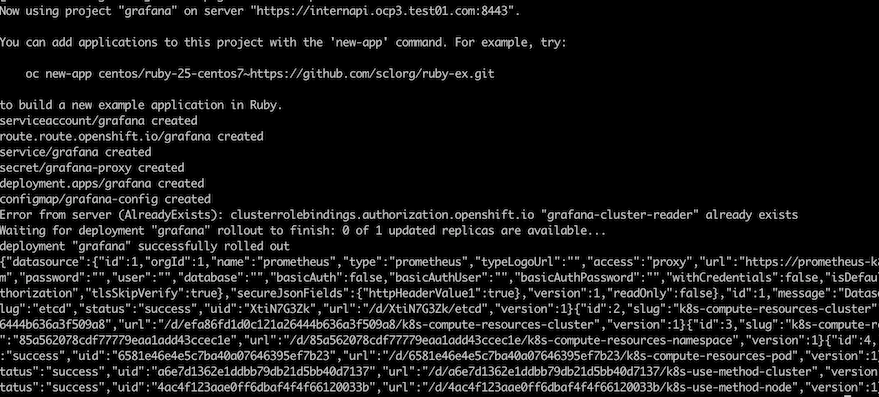 Now using project "grafana" on server "https://internapi.ocp3.test01.com:8443".
You can add applications to this project with the 'new-app' command. For example, try:
oc new-app centos/ruby-25-centos7~https://github.com/sclorg/ruby-ex.git
to build a new example application in Ruby.
serviceaccount/grafana created
route.route.openshift.io/grafana created
service/grafana created
secret/grafana-proxy created
deployment.apps/grafana created
configmap/grafana-config created
Error from server (AlreadyExists): clusterrolebindings.authorization.openshift.io "grafana-cluster-reader" already exists
Waiting for deployment "grafana" rollout to finish: 0 of 1 updated replicas are available...
deployment "grafana" successfully rolled out
{"datasource":{"id":1,"orgId":1,"name":"prometheus","type":"prometheus","typeLogoUrl":"","access":"proxy","url":"https://prometheus-k8
m","password":"","user":"","database":"","basicAuth":false,"basicAuthUser":"","basicAuthPassword":"","withCredentials":false,"isDefau
thorization","tlsSkipVerify":true},"secureJsonFields":{"httpHeaderValue1":true},"version":1,"readOnly":false},"id":1,"message":"Datas
lug":"etcd","status":"success","uid":"XtiN7G3Zk","url":"/d/XtiN7G3Zk/etcd","version":1}{"id":2,"slug":"k8s-compute-resources-cluster"
6444b636a3f509a8","url":"/d/efa86fd1d0c121a26444b636a3f509a8/k8s-compute-resources-cluster","version":1}{"id":3,"slug":"k8s-compute-re
":"85a562078cdf77779eaa1add43ccec1e","url":"/d/85a562078cdf77779eaa1add43ccec1e/k8s-compute-resources-namespace","version":1}{"id":4,
:"success","uid":"6581e46e4e5c7ba40a07646395ef7b23","url":"/d/6581e46e4e5c7ba40a07646395ef7b23/k8s-compute-resources-pod","version":1
tatus":"success","uid":"a6e7d1362e1ddbb79db21d5bb40d7137","url":"/d/a6e7d1362e1ddbb79db21d5bb40d7137/k8s-use-method-cluster","version
tatus":"success","uid":"4ac4f123aae0ff6dbaf4f4f66120033b","url":"/d/4ac4f123aae0ff6dbaf4f4f66120033b/k8s-use-method-node","version":1